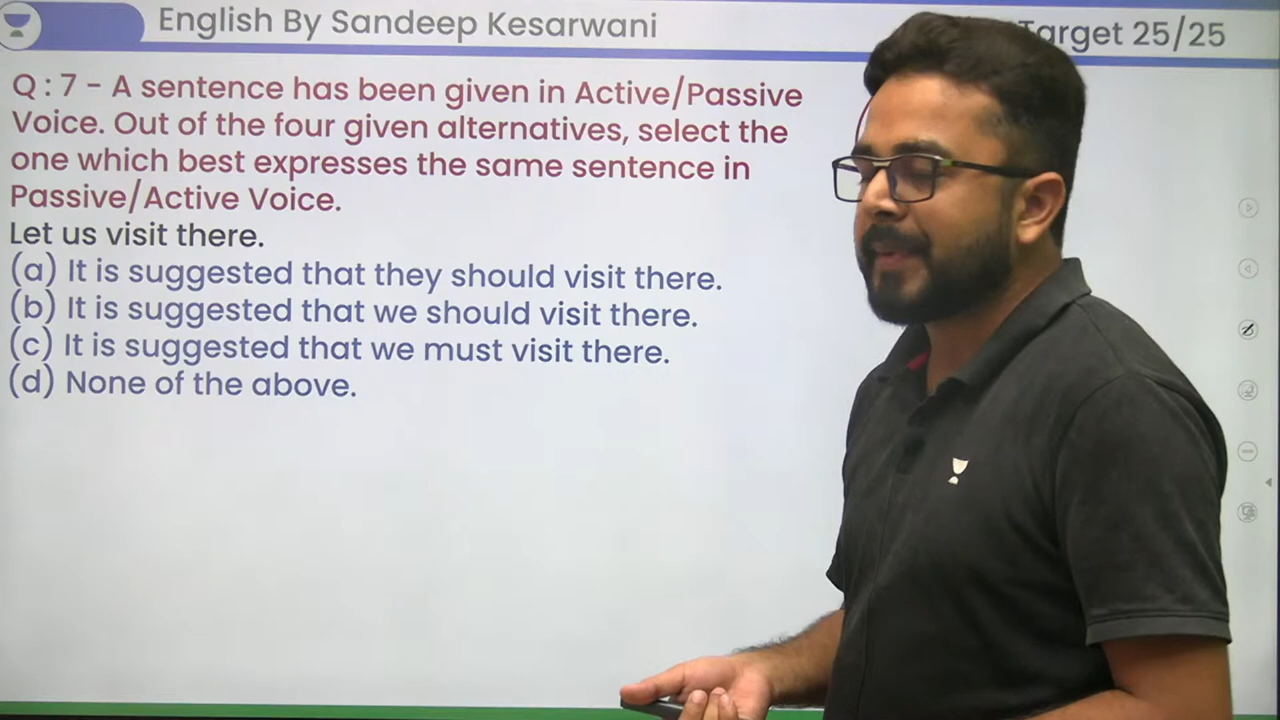 English By Sandeep Kesarwani
Target 25/25
Q : 7 - A sentence has been given in Active/Passive
Voice. Out of the four given alternatives, select the
one which best expresses the same sentence in
Passive/Active Voice.
Let us visit there.
(a) It is suggested that they should visit there.
(b) It is suggested that we should visit there.
(c) It is suggested that we must visit there.
(d) None of the above.